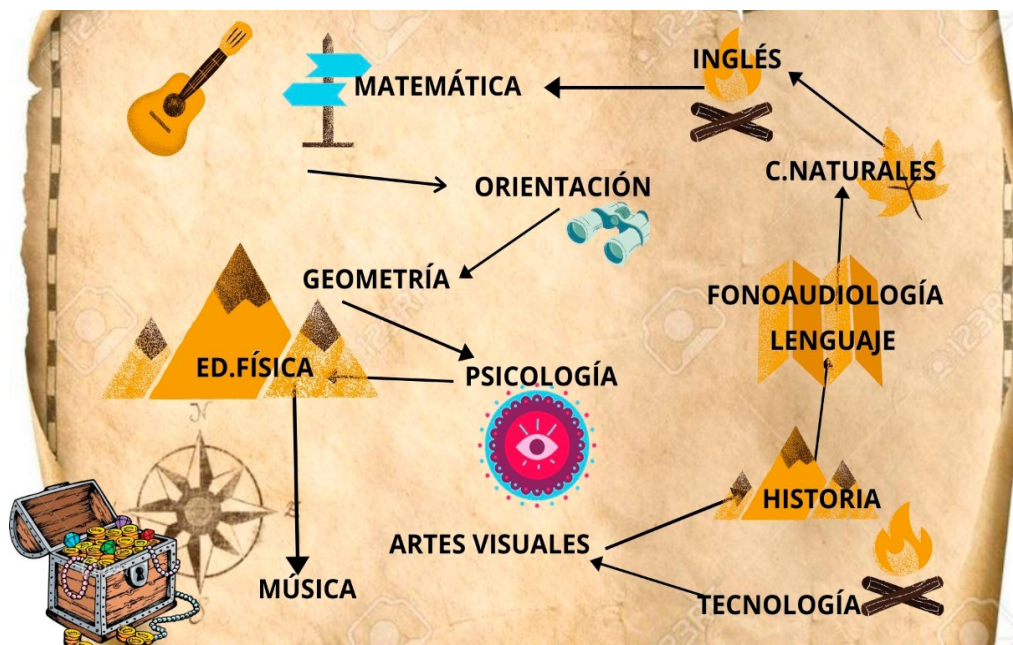 INGLÉS
MATEMÁTICA
C.NATURALES
ORIENTACIÓN
GEOMETRÍA
FONOAUDIOLOGÍA
LENGUAJE
ED.FÍSICA
PSICOLOGÍA
HISTORIA
ARTES VISUALES
MÚSICA
TECNOLOGÍA